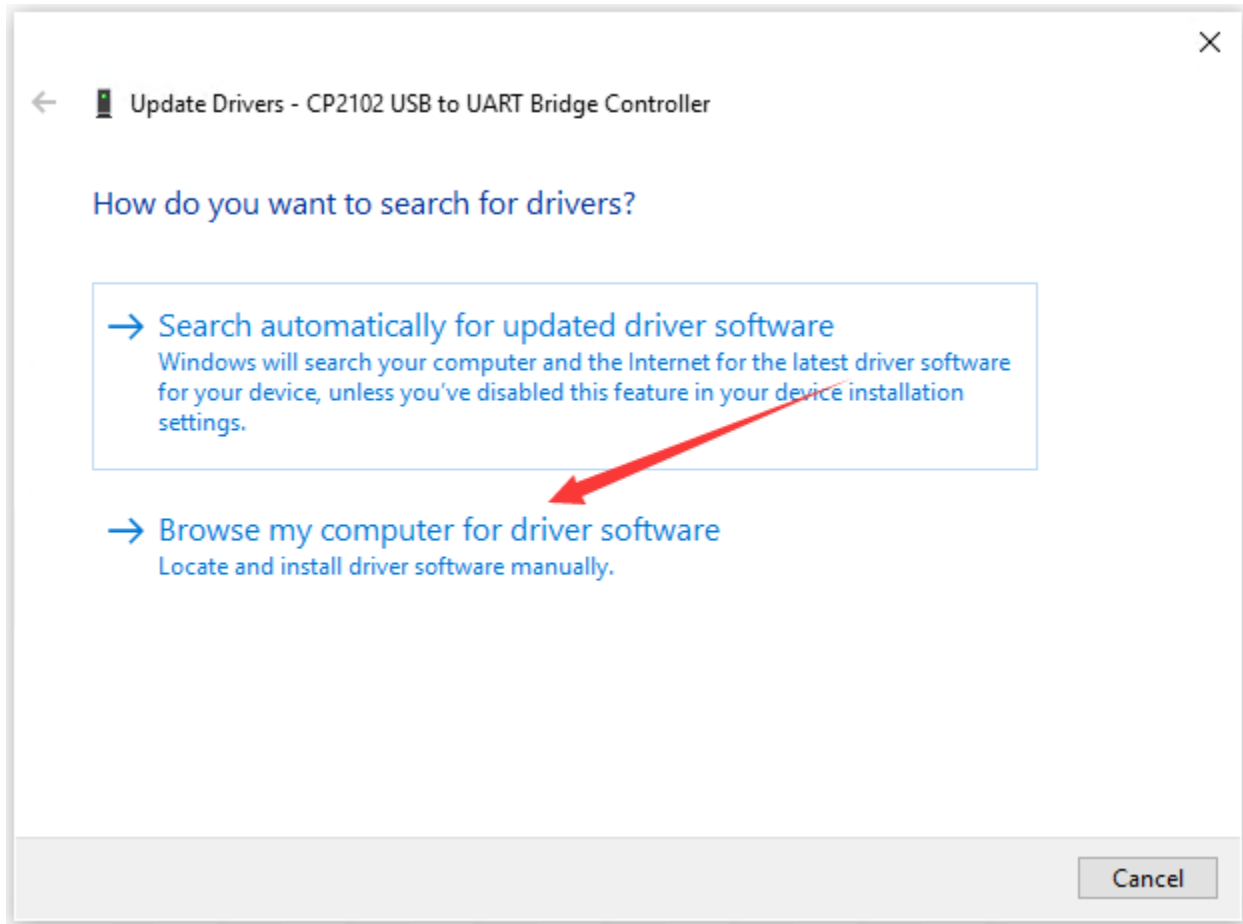 Update Drivers - CP2102 USB to UART Bridge Controller
How do you want to search for drivers?
Search automatically for updated driver software
Windows will search your computer and the Internet for the latest driver software
for your device, unless you've disabled this feature in your device installation
settings.
Browse my computer for driver software
Locate and install driver software manually.
Cancel